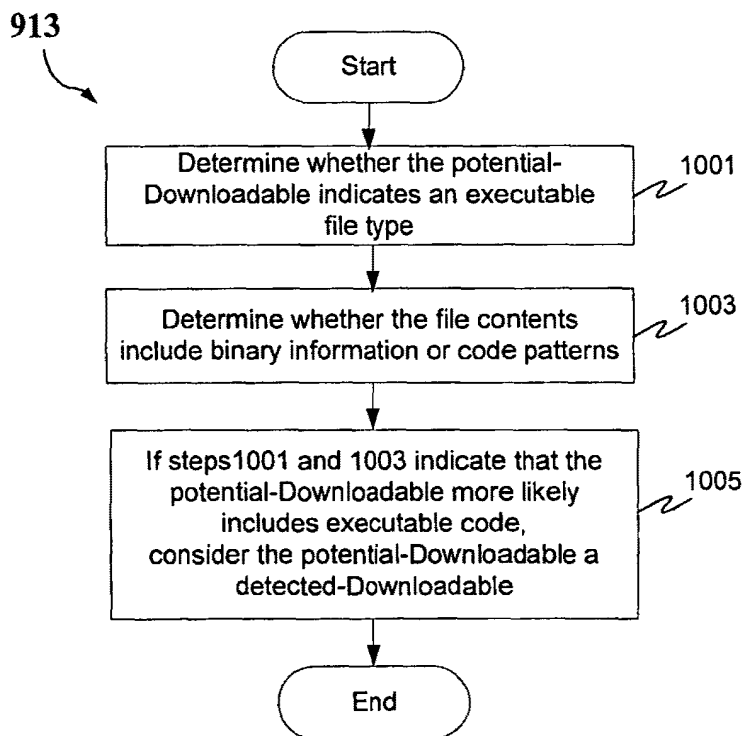 913
Start
Determine whether the potential-
Downloadable indicates an executable
file type
1001
Determine whether the file contents
include binary information or code patterns
1003
If steps1001 and 1003 indicate that the
potential-Downloadable more likely
includes executable code,
consider the potential-Downloadable a
detected-Downloadable
1005
End